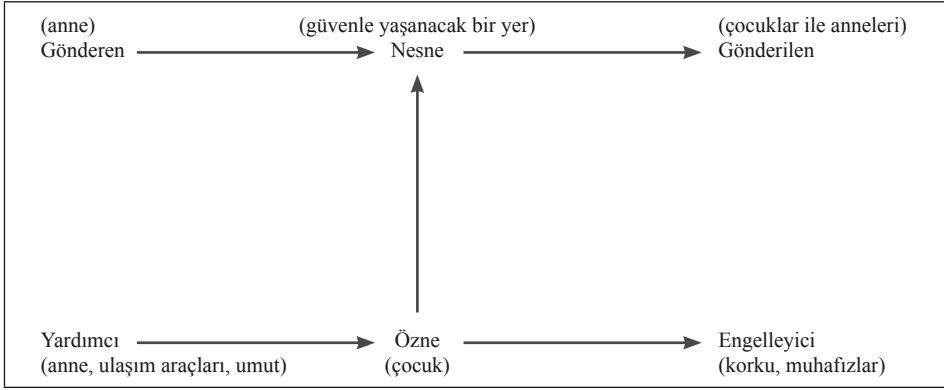 (anne) (güvenle yaşanacak bir yer) (çocuklar ile anneleri)
Gönderen Nesne Gönderilen
Yardımcı Özne Engelleyici
(anne, ulaşım araçları, umut) (çocuk) (korku, muhafızlar)